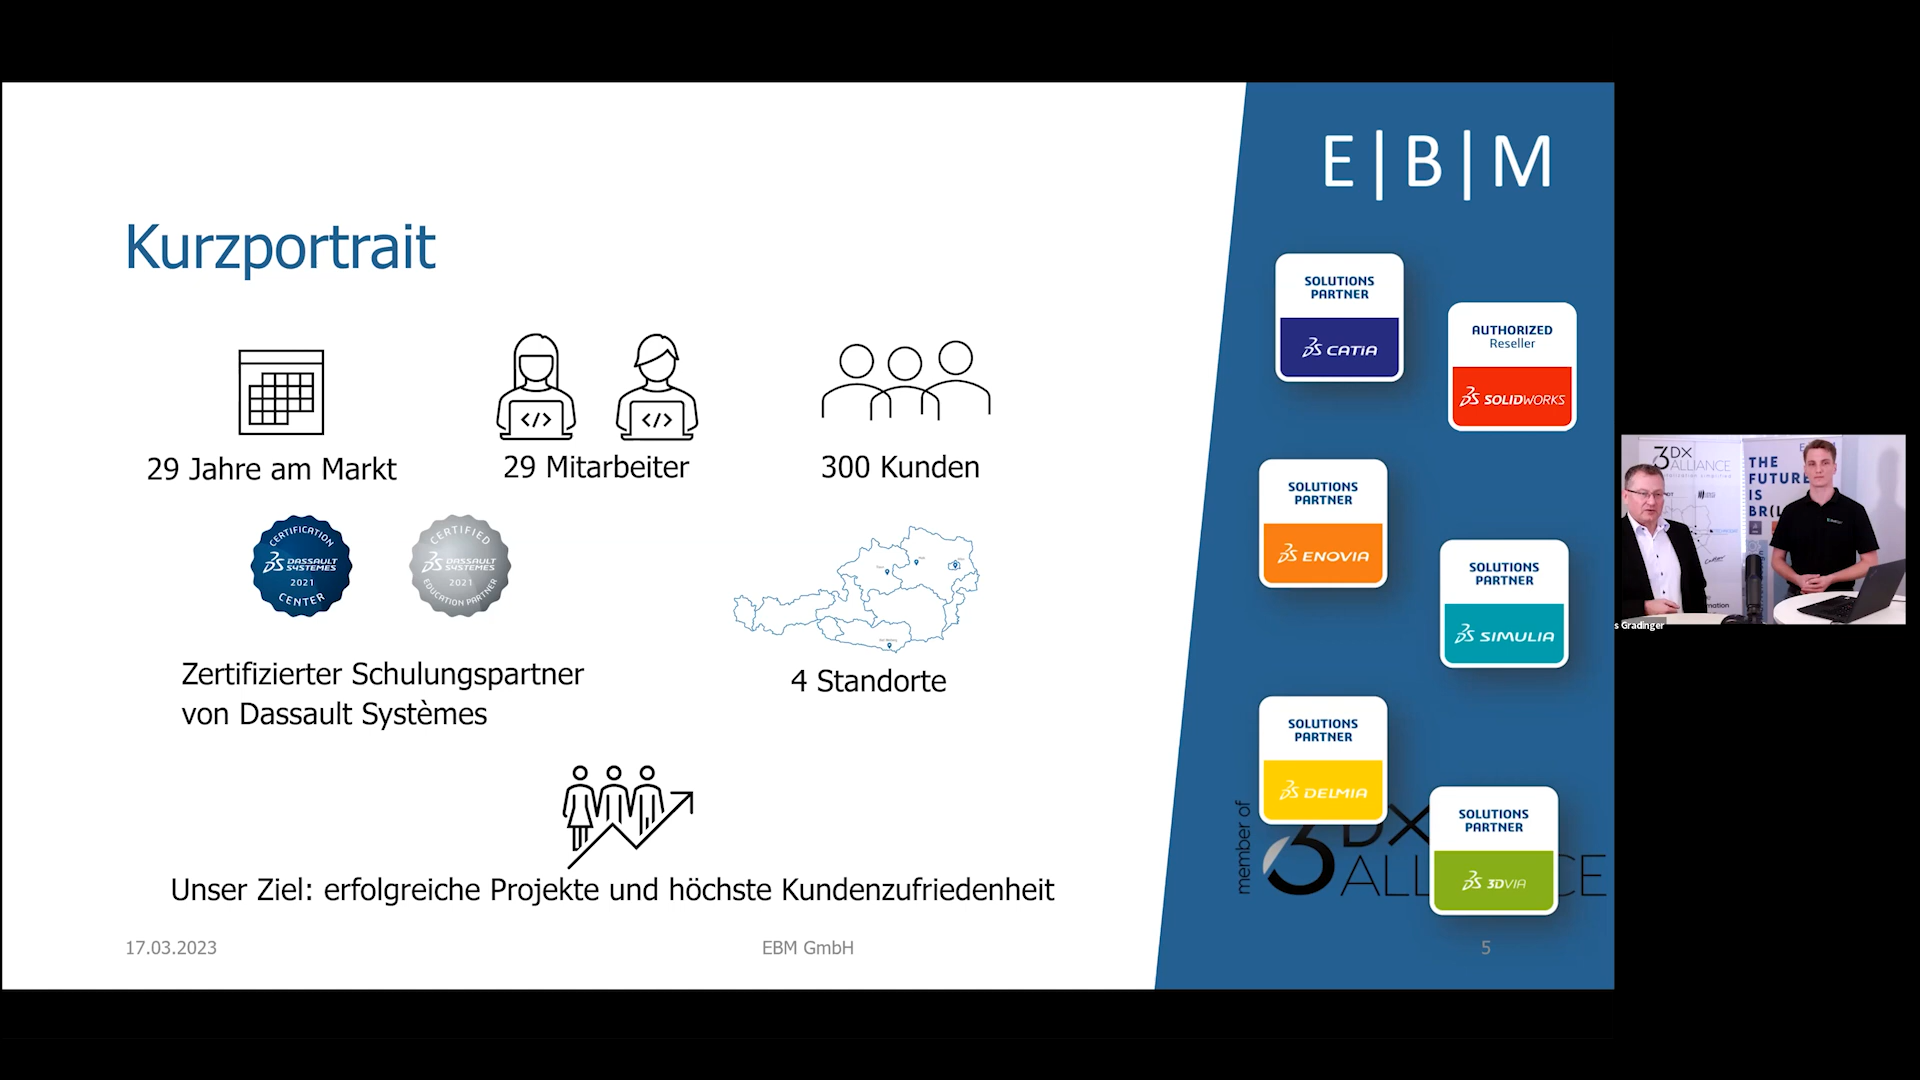 E|B|M
Kurzportrait
29 Jahre am Markt
29 Mitarbeiter
300 Kunden
CERTIFICATION
DASSAULT
SYSTEMES
2021
CENTER
CERTIFIED
DASSAULT
SYSTEMES
2021
EDUCATION PARTNER
Zertifizierter Schulungspartner
von Dassault Systèmes
4 Standorte
Unser Ziel: erfolgreiche Projekte und höchste Kundenzufriedenheit
17.03.2023
EBM GmbH
5
SOLUTIONS
PARTNER
CATIA
AUTHORIZED
Reseller
SOLIDWORKS
SOLUTIONS
PARTNER
ENOVIA
SOLUTIONS
PARTNER
SIMULIA
SOLUTIONS
PARTNER
DELMIA
SOLUTIONS
PARTNER
3DVIA
member of
3DX
ALL CE
3DX
ALLIANCE
THE
FUTURE
IS
s Gradinger